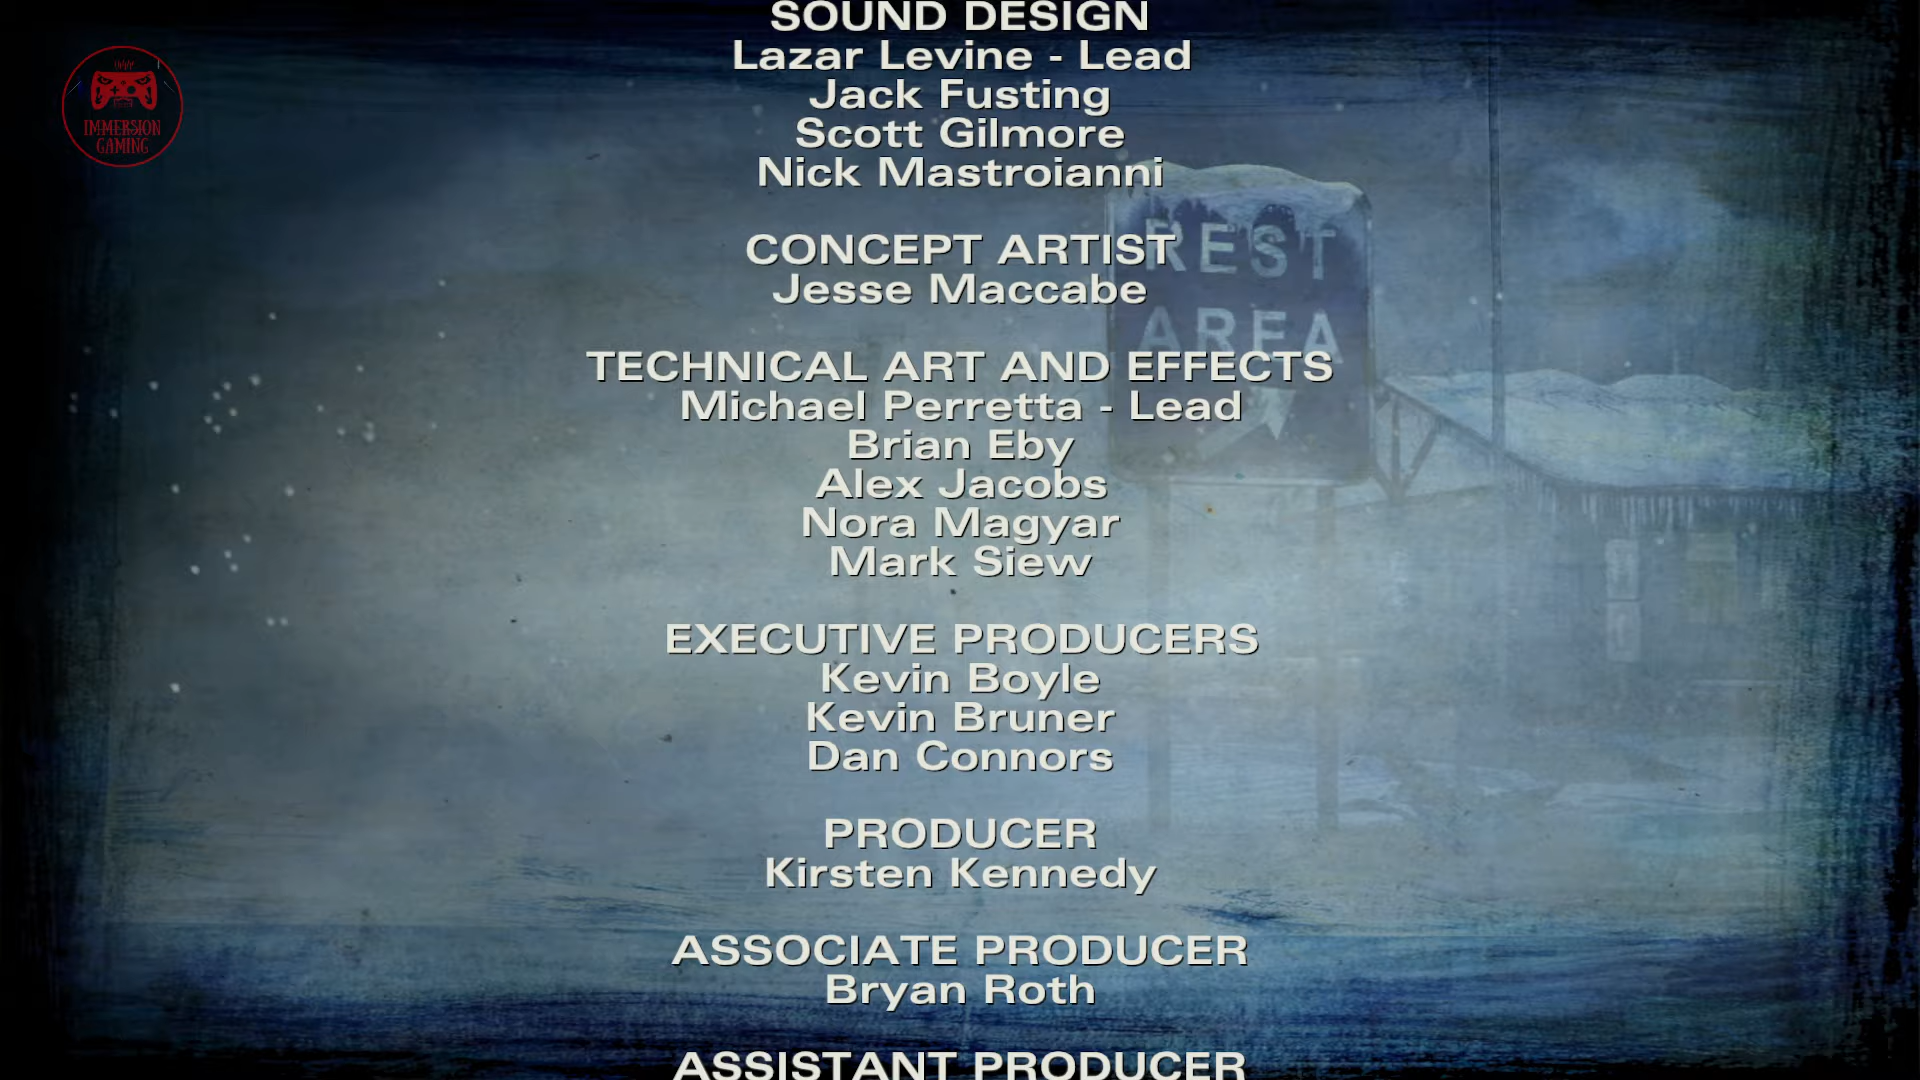 SOUND DESIGN
Lazar Levine - Lead
Jack Fusting
Scott Gilmore
Nick Mastroianni
IMMERSION
GAMING
CONCEPT ARTIST
Jesse Maccabe
REST
AREA
TECHNICAL ART AND EFFECTS
Michael Perretta - Lead
Brian Eby
Alex Jacobs
Nora Magyar
Mark Siew
EXECUTIVE PRODUCERS
Kevin Boyle
Kevin Bruner
Dan Connors
PRODUCER
Kirsten Kennedy
ASSOCIATE PRODUCER
Bryan Roth
ASSISTANT PRODUCER